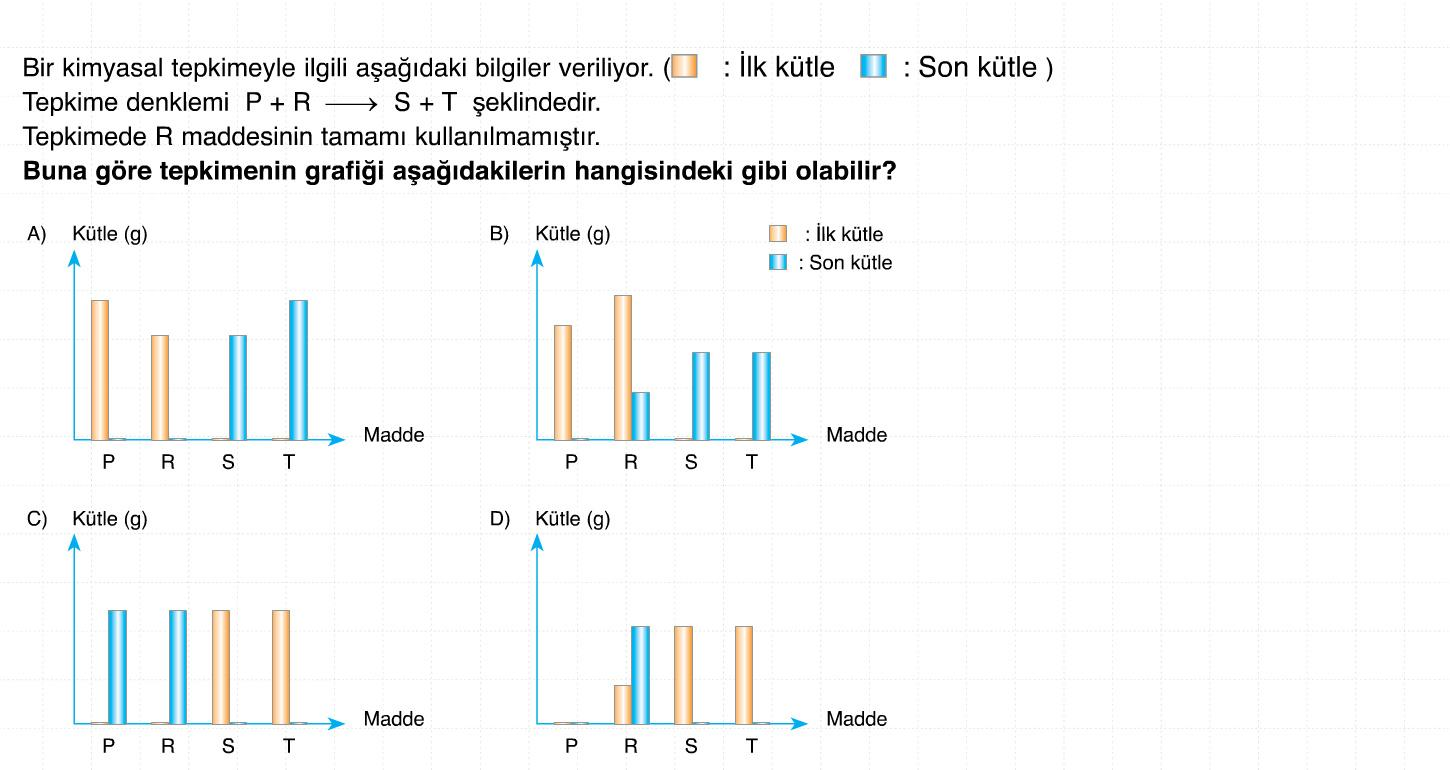 Bir kimyasal tepkimeyle ilgili aşağıdaki bilgiler veriliyor. ( : İlk kütle : Son kütle )
Tepkime denklemi P + R ⟶ S + T şeklindedir.
Tepkimede R maddesinin tamamı kullanılmamıştır.
Buna göre tepkimenin grafiği aşağıdakilerin hangisindeki gibi olabilir?
A) Kütle (g)
Madde
P R S T
B) Kütle (g)
: İlk kütle
: Son kütle
Madde
P R S T
C) Kütle (g)
Madde
P R S T
D) Kütle (g)
Madde
P R S T